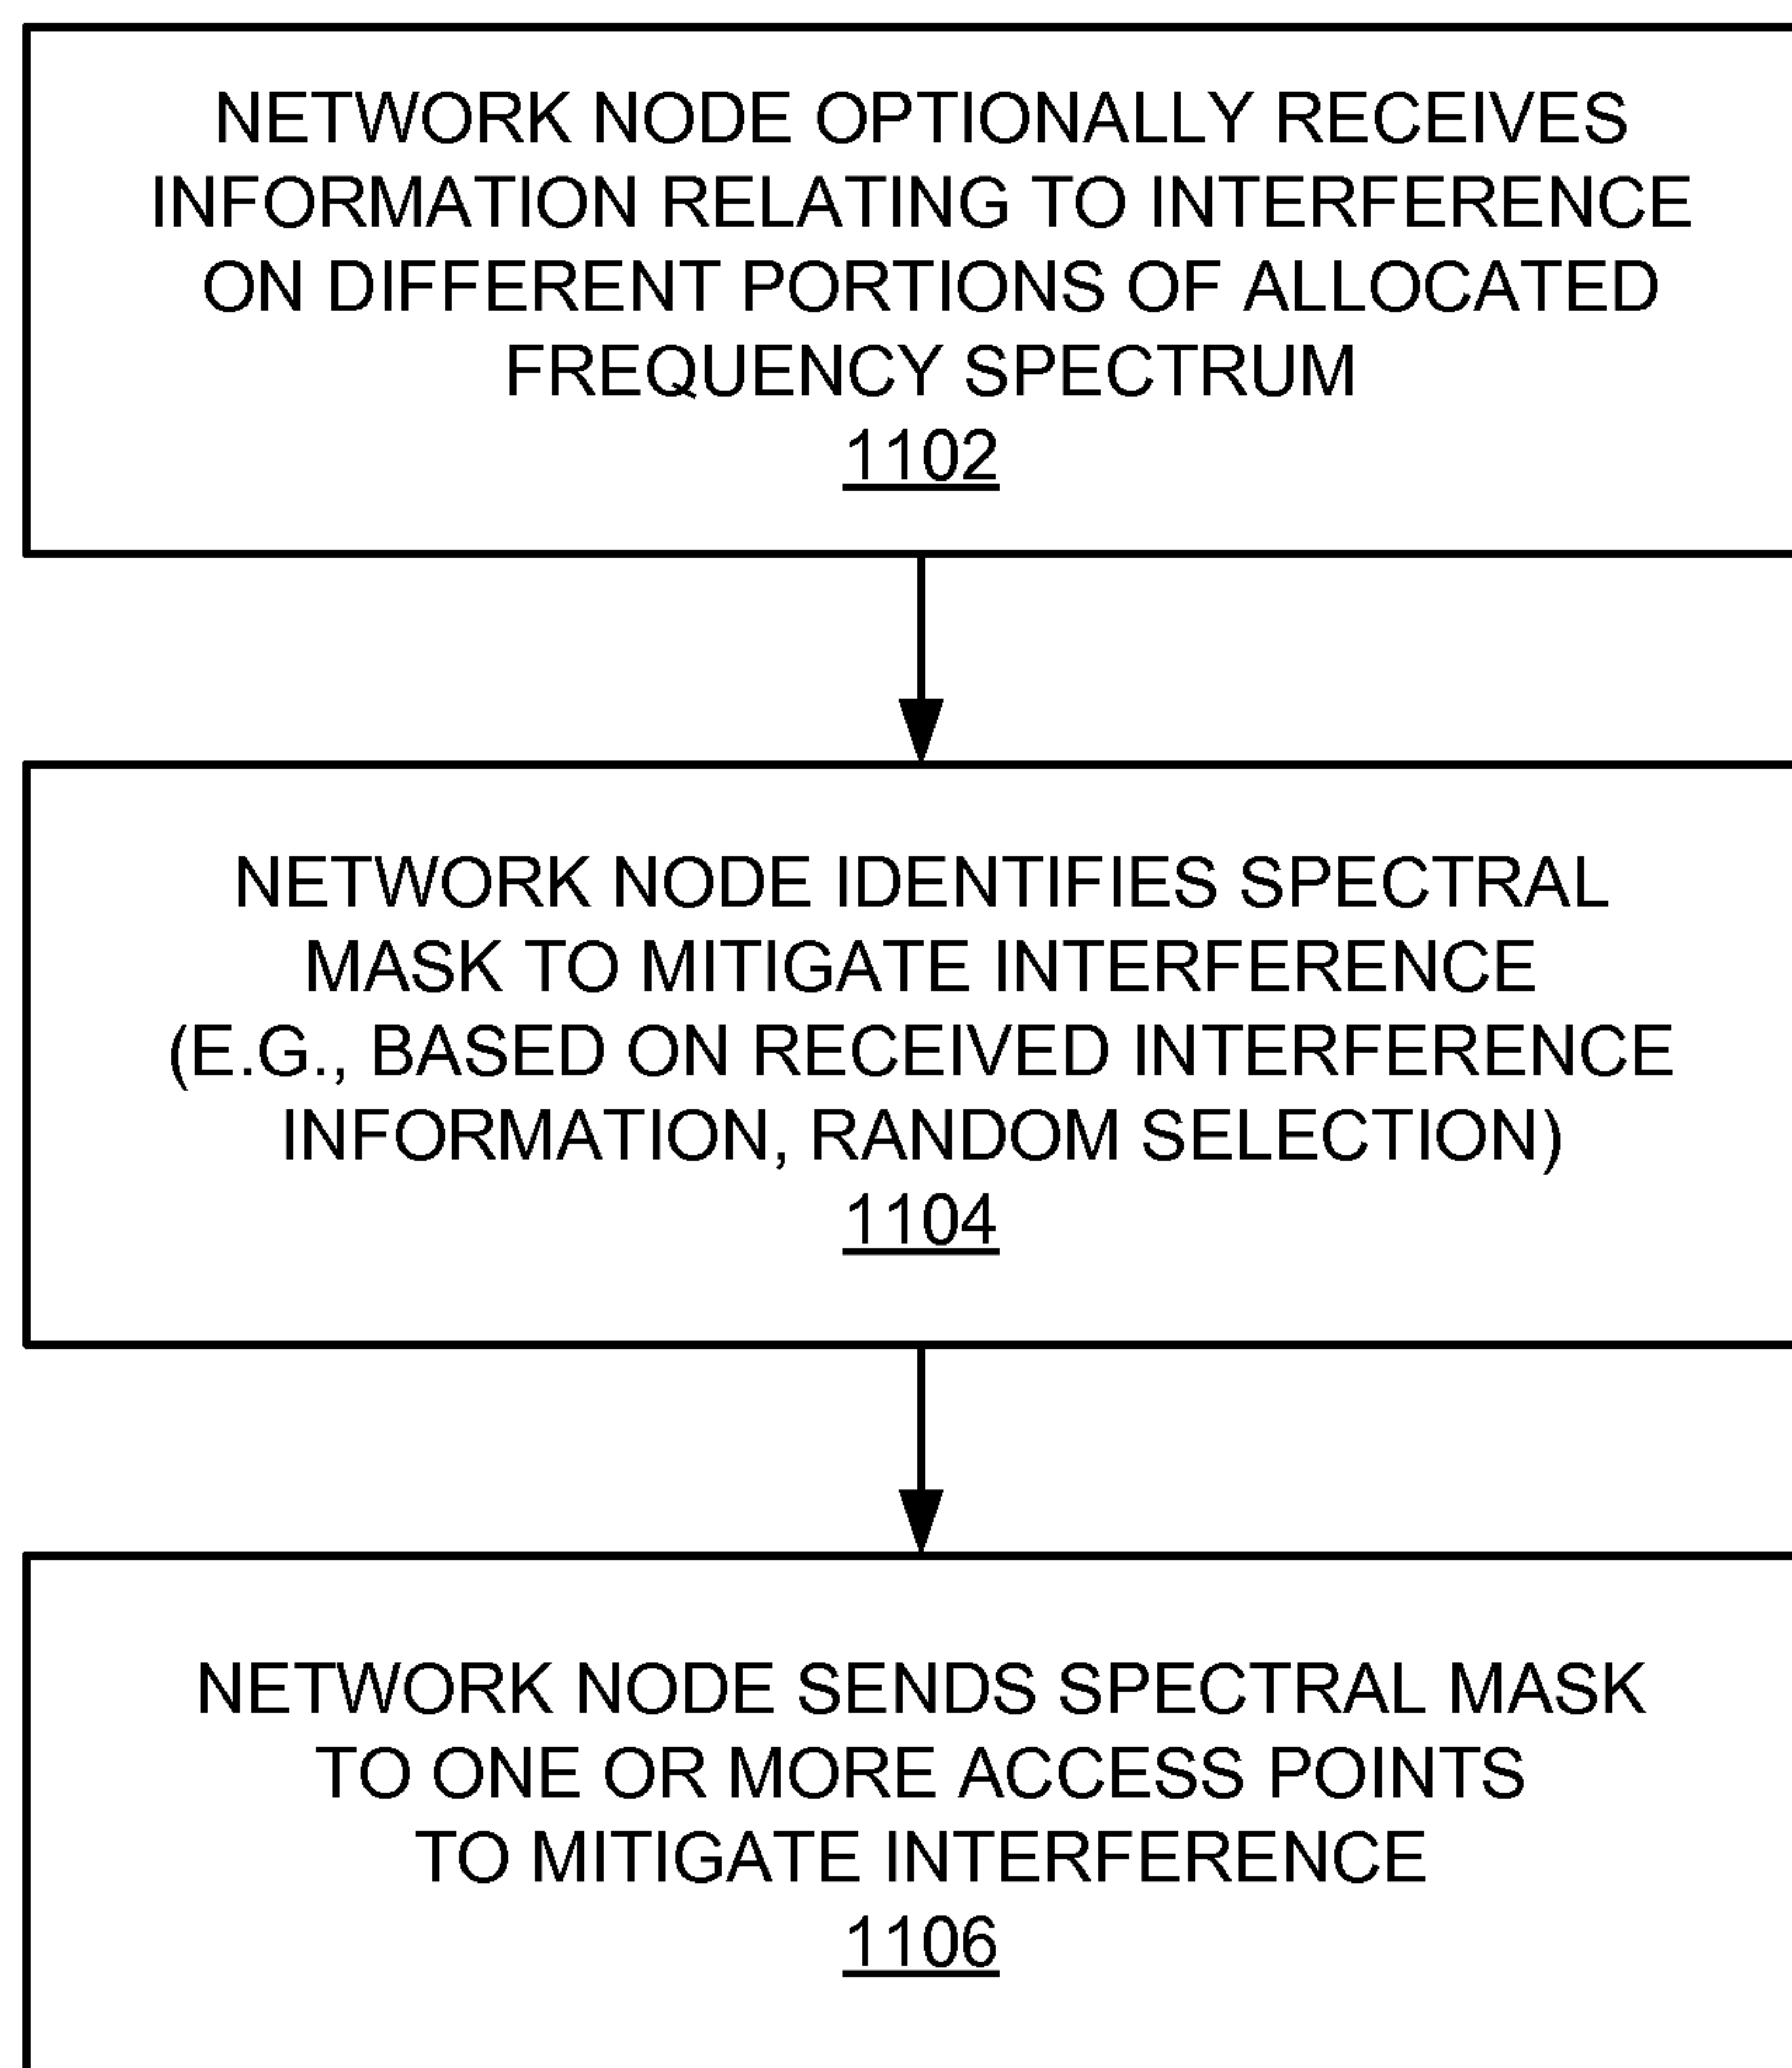 NETWORK NODE OPTIONALLY RECEIVES
INFORMATION RELATING TO INTERFERENCE
ON DIFFERENT PORTIONS OF ALLOCATED
FREQUENCY SPECTRUM
1102
NETWORK NODE IDENTIFIES SPECTRAL
MASK TO MITIGATE INTERFERENCE
(E.G., BASED ON RECEIVED INTERFERENCE
INFORMATION, RANDOM SELECTION)
1104
NETWORK NODE SENDS SPECTRAL MASK
TO ONE OR MORE ACCESS POINTS
TO MITIGATE INTERFERENCE
1106